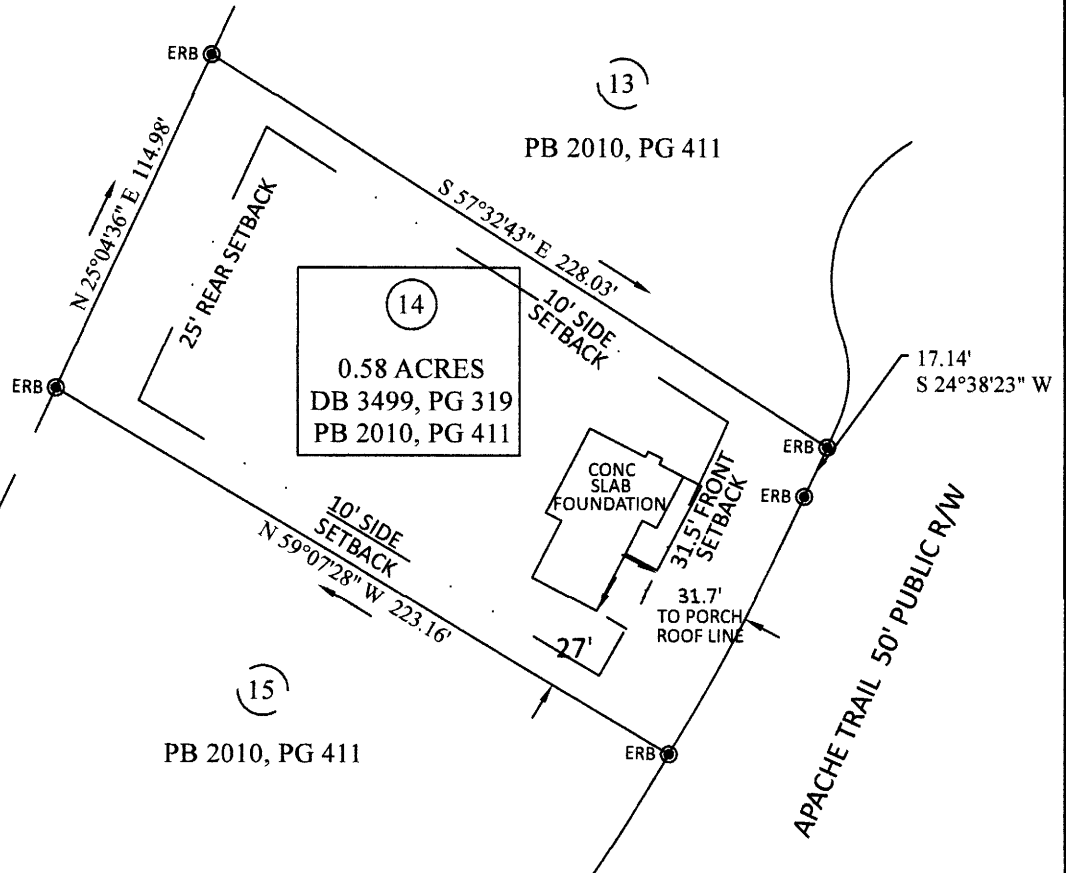 ERB
13
PB 2010, PG 411
N 25°04'36" E 114.98'
25' REAR SETBACK
S 57°32'43" E 228.03'
10' SIDE
SETBACK
14
0.58 ACRES
DB 3499, PG 319
PB 2010, PG 411
17.14'
S 24°38'23" W
ERB
ERB
ERB
CONC
SLAB
FOUNDATION
31.5' FRONT
SETBACK
10' SIDE
SETBACK
N 59°07'28" W 223.16'
31.7'
TO PORCH
ROOF LINE
27'
APACHE TRAIL 50' PUBLIC R/W
15
PB 2010, PG 411
ERB